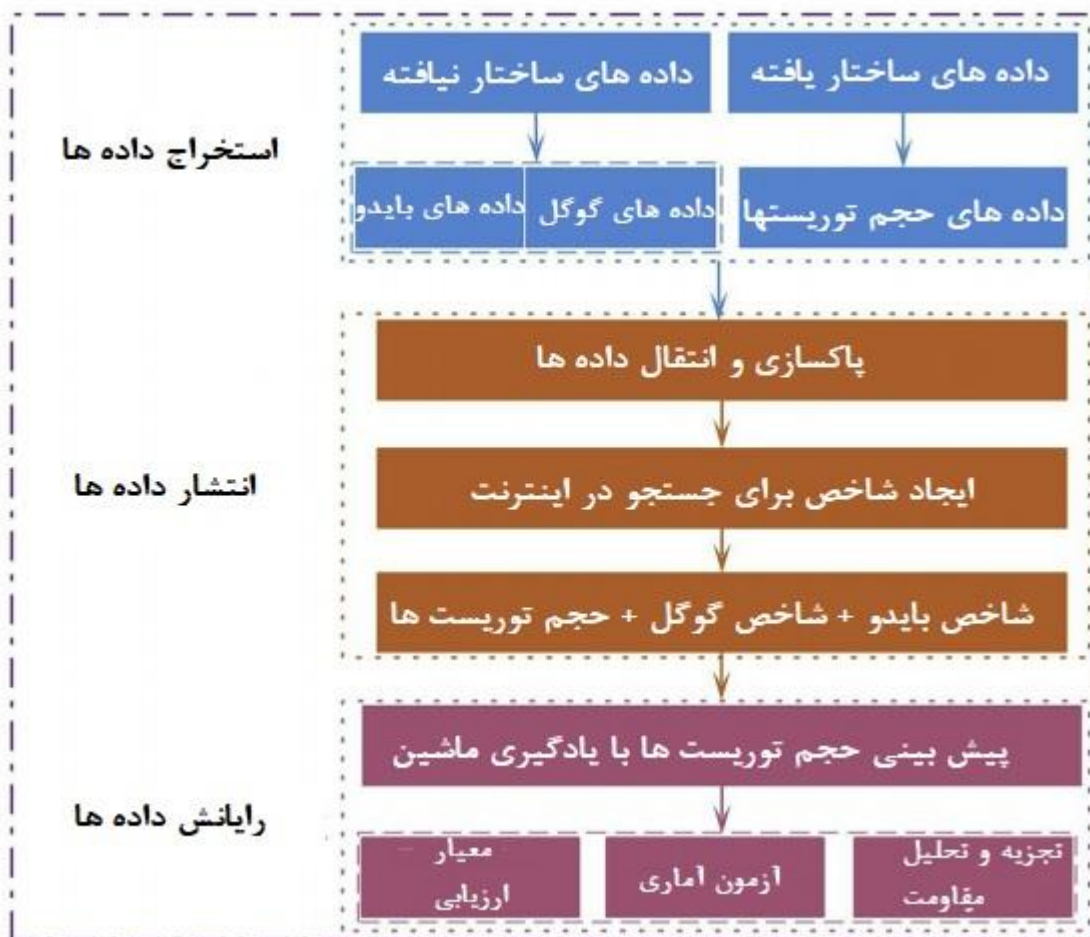 داده های ساختار یافته
داده های ساختار نیافته
استخراج داده ها
داده های حجم توریستها
داده های گوگل
داده های بایدو
پاکسازی و انتقال داده ها
انتشار داده ها
ایجاد شاخص برای جستجو در اینترنت
شاخص بایدو + شاخص گوگل + حجم توریست ها
پیش بینی حجم توریست ها با یادگیری ماشین
رایانش داده ها
تجزیه و تحلیل
مقاومت
آزمون آماری
معیار
ارزیابی